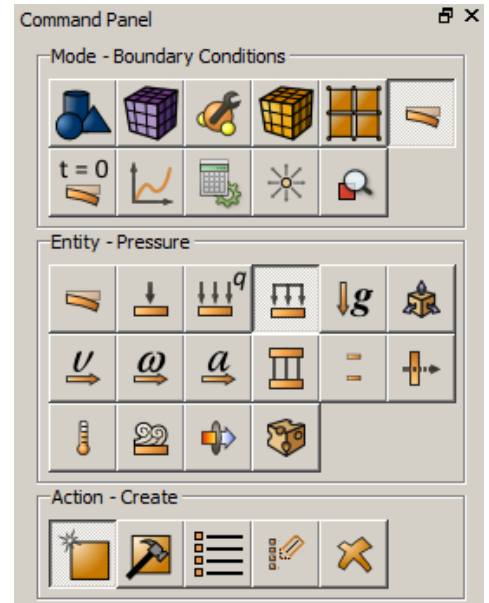 Command Panel
Mode - Boundary Conditions
t = 0
Entity - Pressure
q
g
υ ω a
Action - Create